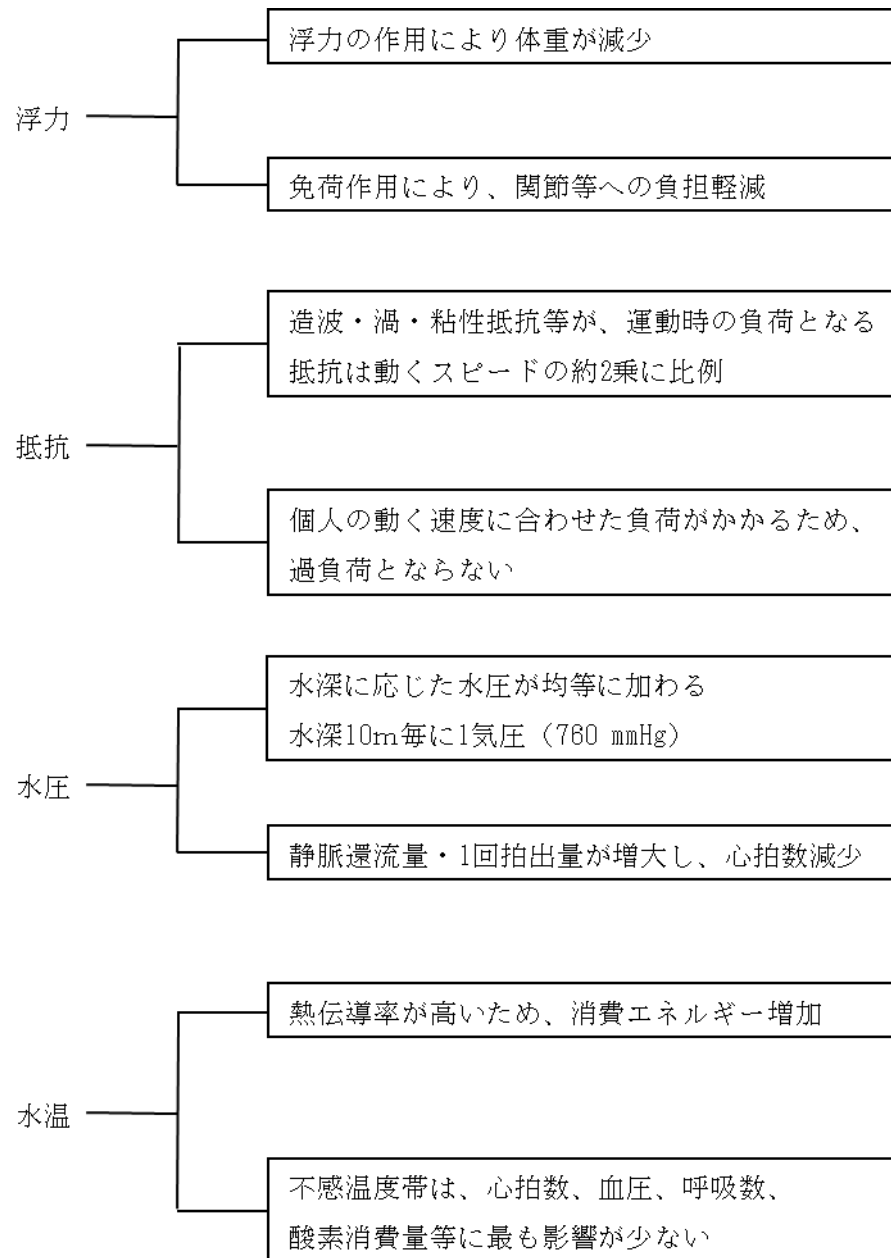 浮力
浮力の作用により体重が減少
免荷作用により、関節等への負担軽減
抵抗
造波・渦・粘性抵抗等が、運動時の負荷となる
抵抗は動くスピードの約2乗に比例
個人の動く速度に合わせた負荷がかかるため、
過負荷とならない
水圧
水深に応じた水圧が均等に加わる
水深10m毎に1気圧（760 mmHg）
静脈還流量・1回拍出量が増大し、心拍数減少
水温
熱伝導率が高いため、消費エネルギー増加
不感温度帯は、心拍数、血圧、呼吸数、
酸素消費量等に最も影響が少ない